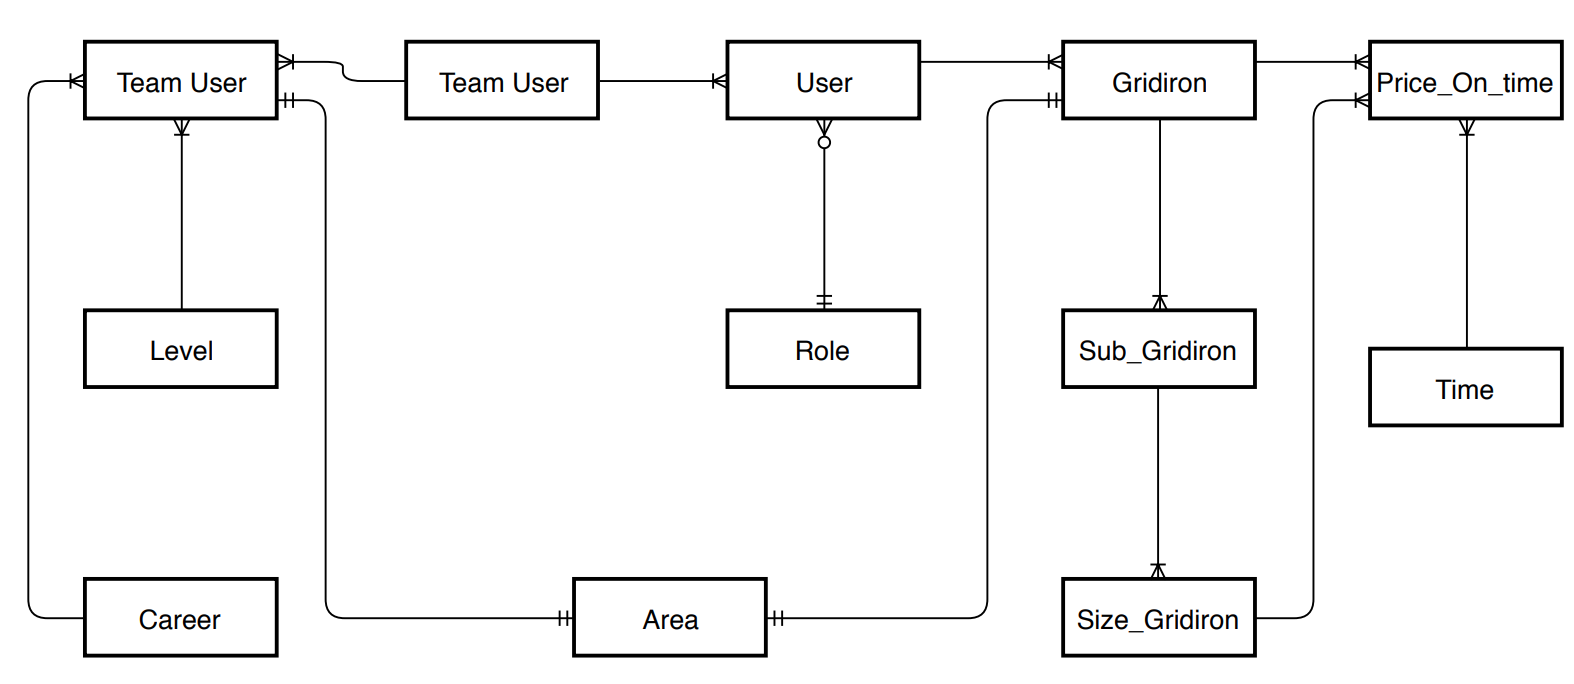 Team User
Team User
User
Gridiron
Price_On_time
Level
Role
Sub_Gridiron
Time
Career
Area
Size_Gridiron